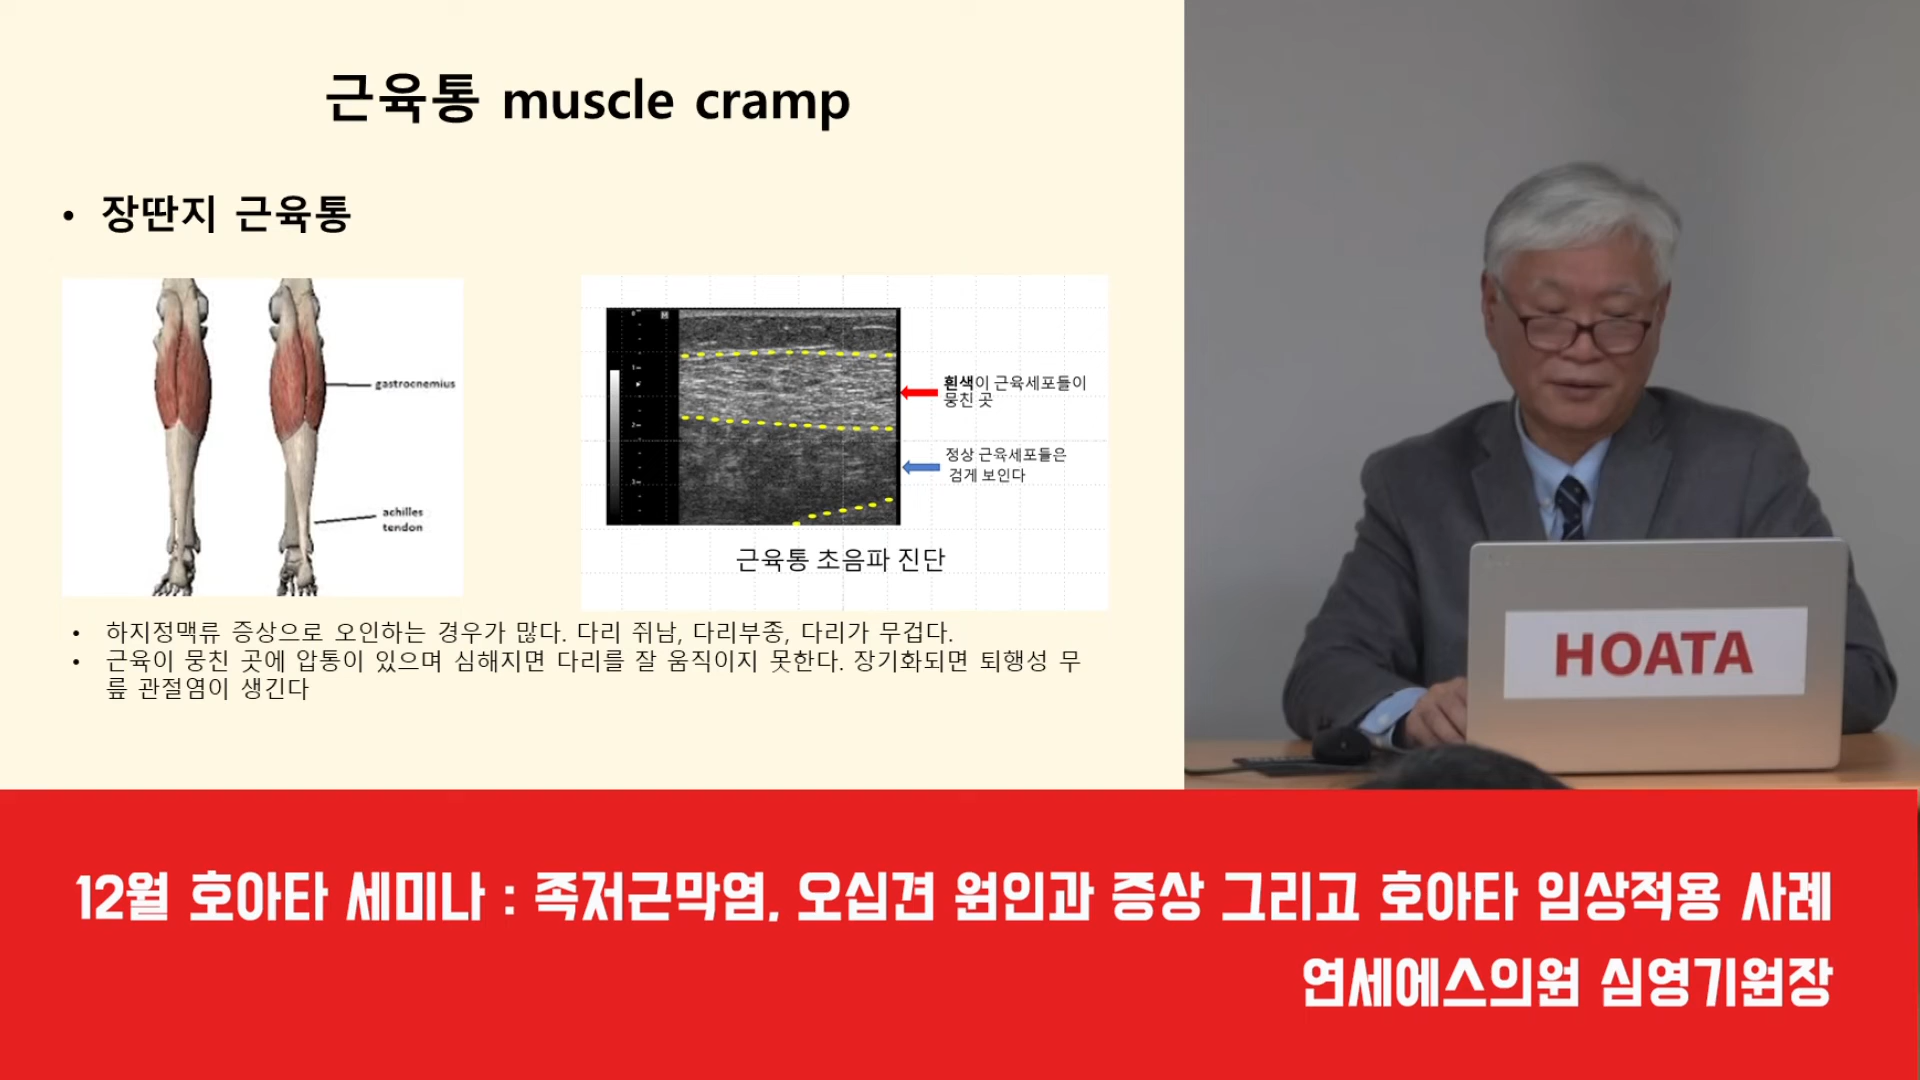 근육통 muscle cramp
• 장딴지 근육통
gastrocnemius
achilles
tendon
흰색이 근육세포들이
뭉친 곳
정상 근육세포들은
검게 보인다
근육통 초음파 진단
• 하지정맥류 증상으로 오인하는 경우가 많다. 다리 쥐남, 다리부종, 다리가 무겁다.
• 근육이 뭉친 곳에 압통이 있으며 심해지면 다리를 잘 움직이지 못한다. 장기화되면 퇴행성 무
릎 관절염이 생긴다
HOATA
12월 호아타 세미나 : 족저근막염, 오십견 원인과 증상 그리고 호아타 임상적용 사례
연세에스의원 심영기원장